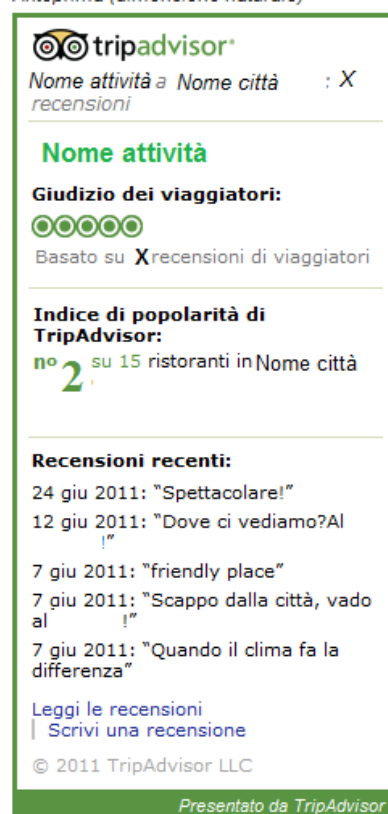 Anteprima (dimensione naturale)
tripadvisor
Nome attività a Nome città : X
recensioni
Nome attività
Giudizio dei viaggiatori:
Basato su X recensioni di viaggiatori
Indice di popolarità di
TripAdvisor:
nº 2 su 15 ristoranti in Nome città
Recensioni recenti:
24 giu 2011: “Spettacolare!”
12 giu 2011: “Dove ci vediamo?Al
!”
7 giu 2011: “friendly place”
7 giu 2011: “Scappo dalla città, vado
al !”
7 giu 2011: “Quando il clima fa la
differenza”
Leggi le recensioni
| Scrivi una recensione
© 2011 TripAdvisor LLC
Presentato da TripAdvisor